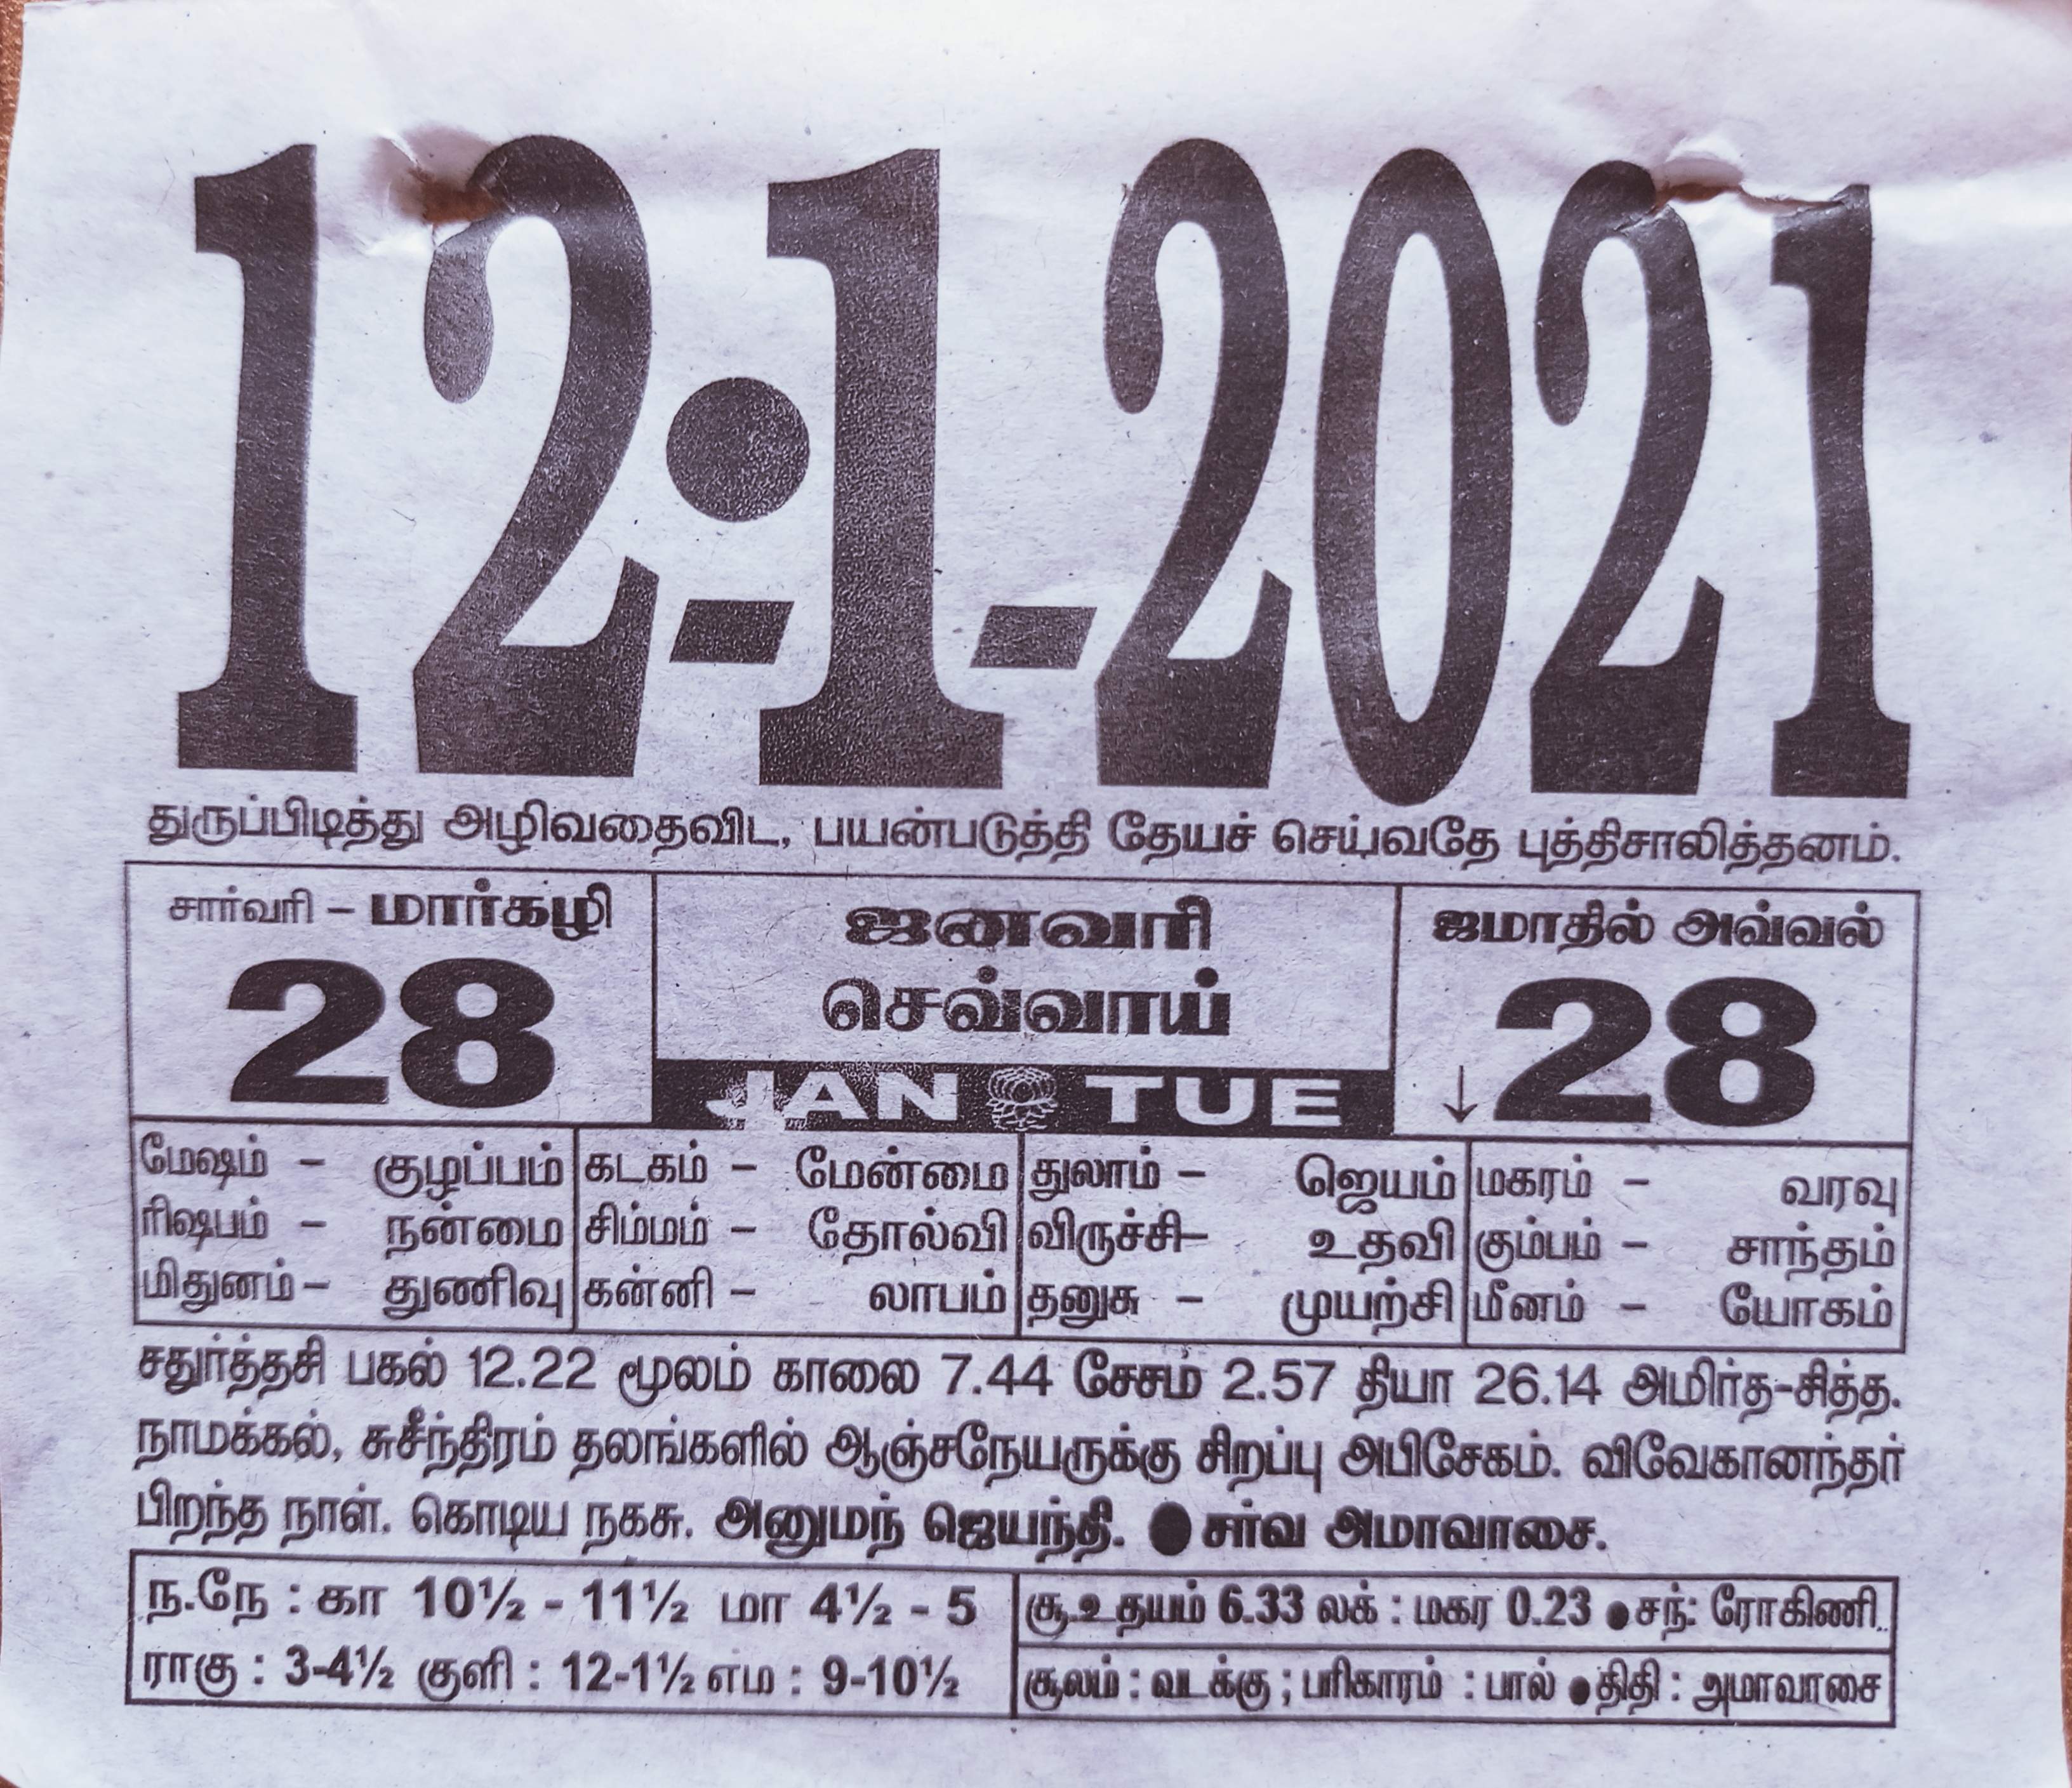 12-1-2021
துருப்பிடித்து அழிவதைவிட, பயன்படுத்தி தேயச் செய்வதே புத்திசாலித்தனம்.
சார்வரி – மார்கழி
28
ஜனவரி
செவ்வாய்
JAN TUE
ஜமாதில் அவ்வல்
↓28
மேஷம் – குழப்பம் கடகம் – மேன்மை துலாம் – ஜெயம் மகரம் – வரவு
ரிஷபம் – நன்மை சிம்மம் – தோல்வி விருச்சி– உதவி கும்பம் – சாந்தம்
மிதுனம் – துணிவு கன்னி – லாபம் தனுசு – முயற்சி மீனம் – யோகம்
சதுர்த்தசி பகல் 12.22 மூலம் காலை 7.44 சேசம் 2.57 தியா 26.14 அமிர்த-சித்த.
நாமக்கல், சுசீந்திரம் தலங்களில் ஆஞ்சநேயருக்கு சிறப்பு அபிசேகம். விவேகானந்தர்
பிறந்த நாள். கொடிய நகசு. அனுமந் ஜெயந்தி. ● சர்வ அமாவாசை.
ந.நே : கா 10½ - 11½ மா 4½ - 5
ராகு : 3-4½ குளி : 12-1½ எம : 9-10½
சூ.உதயம் 6.33 லக் : மகர 0.23 ● சந்: ரோகிணி.
சூலம் : வடக்கு ; பரிகாரம் : பால் ● திதி : அமாவாசை